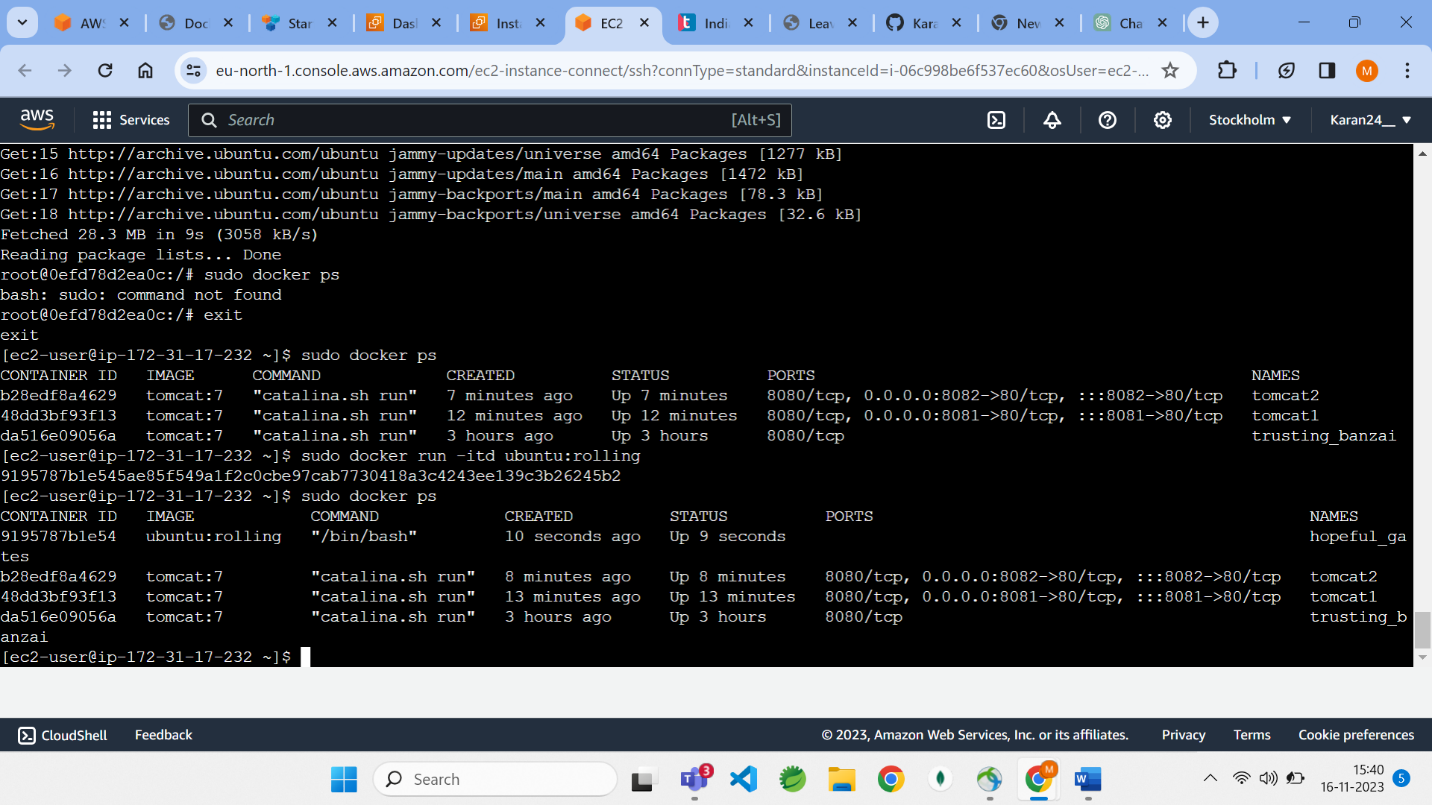 AWS
Doc
Star
Das
Inst
EC2
Indi
Leav
Kara
New
Cha
eu-north-1.console.aws.amazon.com/ec2-instance-connect/ssh?connType=standard&instanceId=i-06c998be6f537ec60&osUser=ec2-...
M
aws
Services
Search
[Alt+S]
Stockholm
Karan24__
Get:15 http://archive.ubuntu.com/ubuntu jammy-updates/universe amd64 Packages [1277 kB]
Get:16 http://archive.ubuntu.com/ubuntu jammy-updates/main amd64 Packages [1472 kB]
Get:17 http://archive.ubuntu.com/ubuntu jammy-backports/main amd64 Packages [78.3 kB]
Get:18 http://archive.ubuntu.com/ubuntu jammy-backports/universe amd64 Packages [32.6 kB]
Fetched 28.3 MB in 9s (3058 kB/s)
Reading package lists... Done
root@0efd78d2ea0c:/# sudo docker ps
bash: sudo: command not found
root@0efd78d2ea0c:/# exit
exit
[ec2-user@ip-172-31-17-232 ~]$ sudo docker ps
CONTAINER ID IMAGE COMMAND CREATED STATUS PORTS NAMES
b28edf8a4629 tomcat:7 "catalina.sh run" 7 minutes ago Up 7 minutes 8080/tcp, 0.0.0.0:8082->80/tcp, :::8082->80/tcp tomcat2
48dd3bf93f13 tomcat:7 "catalina.sh run" 12 minutes ago Up 12 minutes 8080/tcp, 0.0.0.0:8081->80/tcp, :::8081->80/tcp tomcat1
da516e09056a tomcat:7 "catalina.sh run" 3 hours ago Up 3 hours 8080/tcp trusting_banzai
[ec2-user@ip-172-31-17-232 ~]$ sudo docker run -itd ubuntu:rolling
9195787b1e545ae85f549a1f2c0cbe97cab7730418a3c4243ee139c3b26245b2
[ec2-user@ip-172-31-17-232 ~]$ sudo docker ps
CONTAINER ID IMAGE COMMAND CREATED STATUS PORTS NAMES
9195787b1e54 ubuntu:rolling "/bin/bash" 10 seconds ago Up 9 seconds hopeful_ga
tes
b28edf8a4629 tomcat:7 "catalina.sh run" 8 minutes ago Up 8 minutes 8080/tcp, 0.0.0.0:8082->80/tcp, :::8082->80/tcp tomcat2
48dd3bf93f13 tomcat:7 "catalina.sh run" 13 minutes ago Up 13 minutes 8080/tcp, 0.0.0.0:8081->80/tcp, :::8081->80/tcp tomcat1
da516e09056a tomcat:7 "catalina.sh run" 3 hours ago Up 3 hours 8080/tcp trusting_b
anzai
[ec2-user@ip-172-31-17-232 ~]$
CloudShell
Feedback
© 2023, Amazon Web Services, Inc. or its affiliates.
Privacy
Terms
Cookie preferences
Search
3
M
15:40
16-11-2023
5